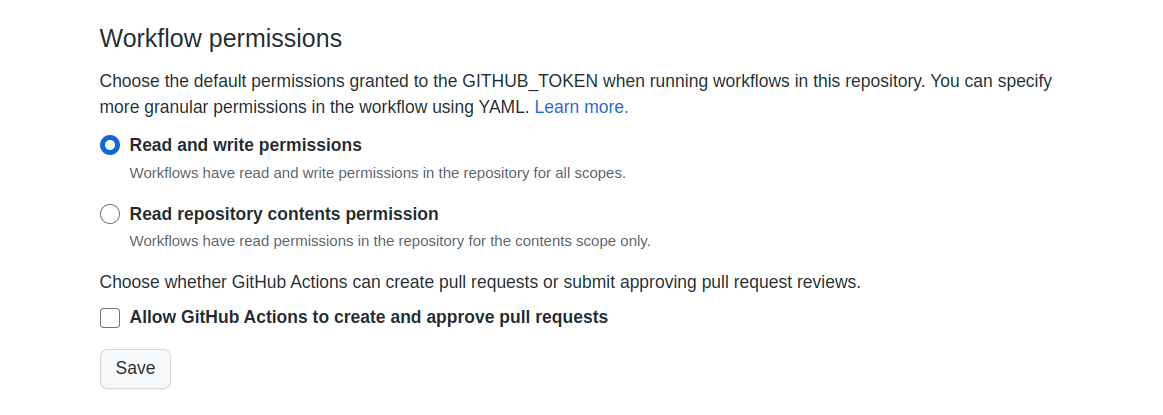 Workflow permissions
Choose the default permissions granted to the GITHUB_TOKEN when running workflows in this repository. You can specify
more granular permissions in the workflow using YAML. Learn more.
Read and write permissions
Workflows have read and write permissions in the repository for all scopes.
Read repository contents permission
Workflows have read permissions in the repository for the contents scope only.
Choose whether GitHub Actions can create pull requests or submit approving pull request reviews.
Allow GitHub Actions to create and approve pull requests
Save